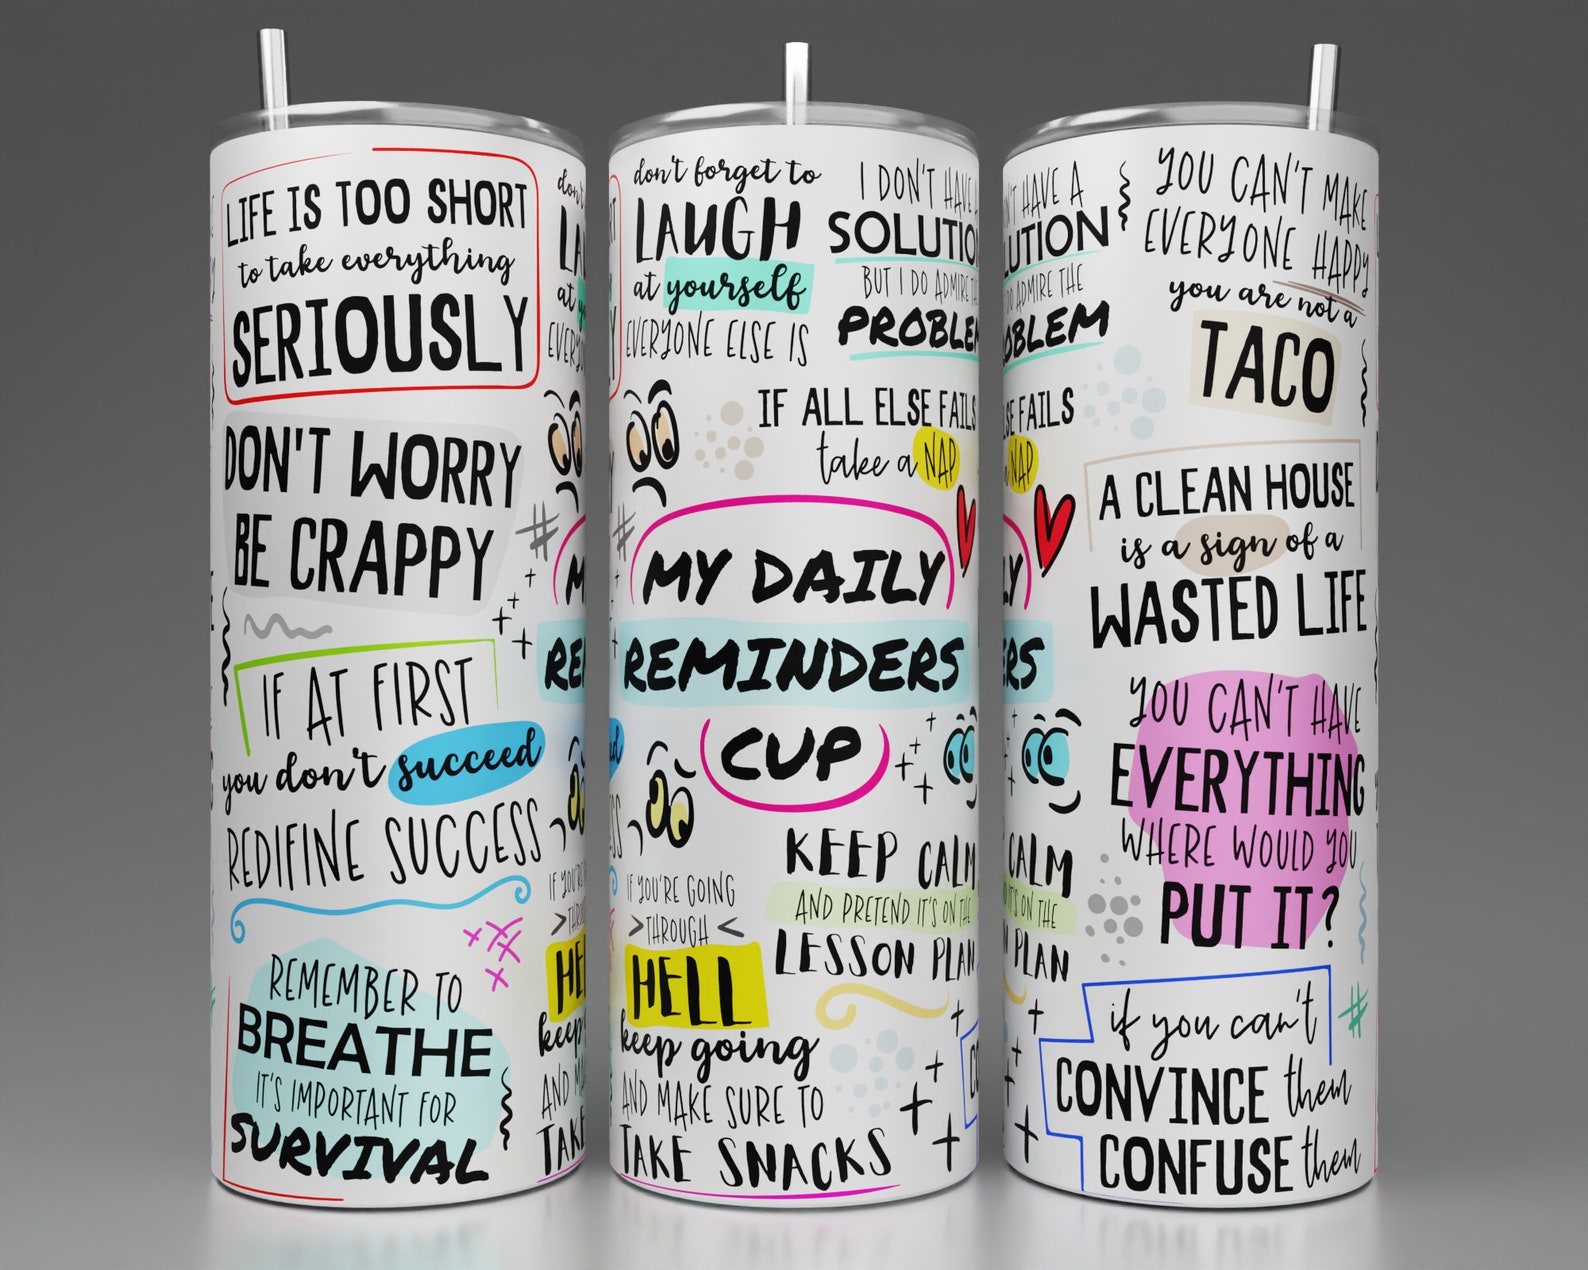 LIFE IS TOO SHORT
to take everything
SERIOUSLY
DON'T WORRY
BE CRAPPY
IF AT FIRST
you don't succeed
REDIFINE SUCCESS
REMEMBER TO
BREATHE
IT'S IMPORTANT FOR
SURVIVAL
don't forget to
LAUGH
at yourself
EVERYONE ELSE IS
I DON'T HAVE A
SOLUTION
BUT I DO ADMIRE THE
PROBLEM
IF ALL ELSE FAILS
take a NAP
MY DAILY
REMINDERS
CUP
IF YOU'RE GOING
>THROUGH<
HELL
keep going
AND MAKE SURE TO
TAKE SNACKS
KEEP CALM
AND PRETEND IT'S ON THE
LESSON PLAN
YOU CAN'T MAKE
EVERYONE HAPPY
you are not a
TACO
A CLEAN HOUSE
is a sign of a
WASTED LIFE
YOU CAN'T HAVE
EVERYTHING
WHERE WOULD YOU
PUT IT?
if you can't
CONVINCE them
CONFUSE them